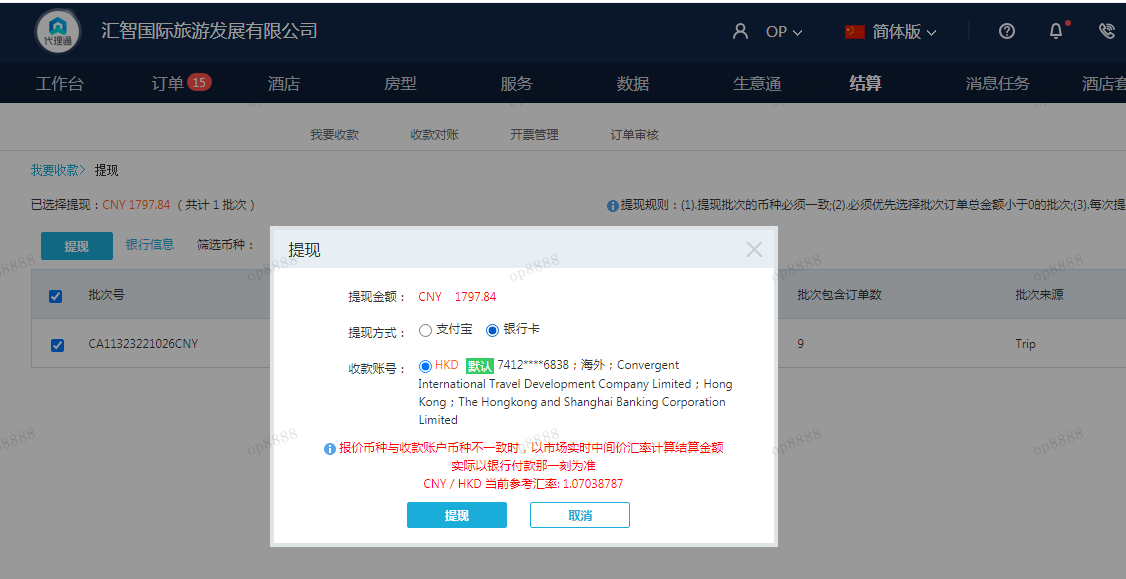 代理通
汇智国际旅游发展有限公司
OP
简体版
工作台 订单 15 酒店 房型 服务 数据 生意通 结算 消息任务 酒店套
我要收款 收款对账 开票管理 订单审核
我要收款> 提现
已选择提现：CNY 1797.84 （ 共计 1 批次 ）
提现规则：(1).提现批次的币种必须一致;(2).必须优先选择批次订单总金额小于0的批次;(3).每次提
提现 银行信息 筛选币种：
批次号 批次包含订单数 批次来源
CA11323221026CNY 9 Trip
提现
提现金额： CNY 1797.84
提现方式： 支付宝 银行卡
收款账号： HKD 默认 7412****6838；海外；Convergent
International Travel Development Company Limited；Hong
Kong；The Hongkong and Shanghai Banking Corporation
Limited
报价币种与收款账户币种不一致时，以市场实时中间价汇率计算结算金额
实际以银行付款那一刻为准
CNY / HKD 当前参考汇率: 1.07038787
提现 取消
op8888